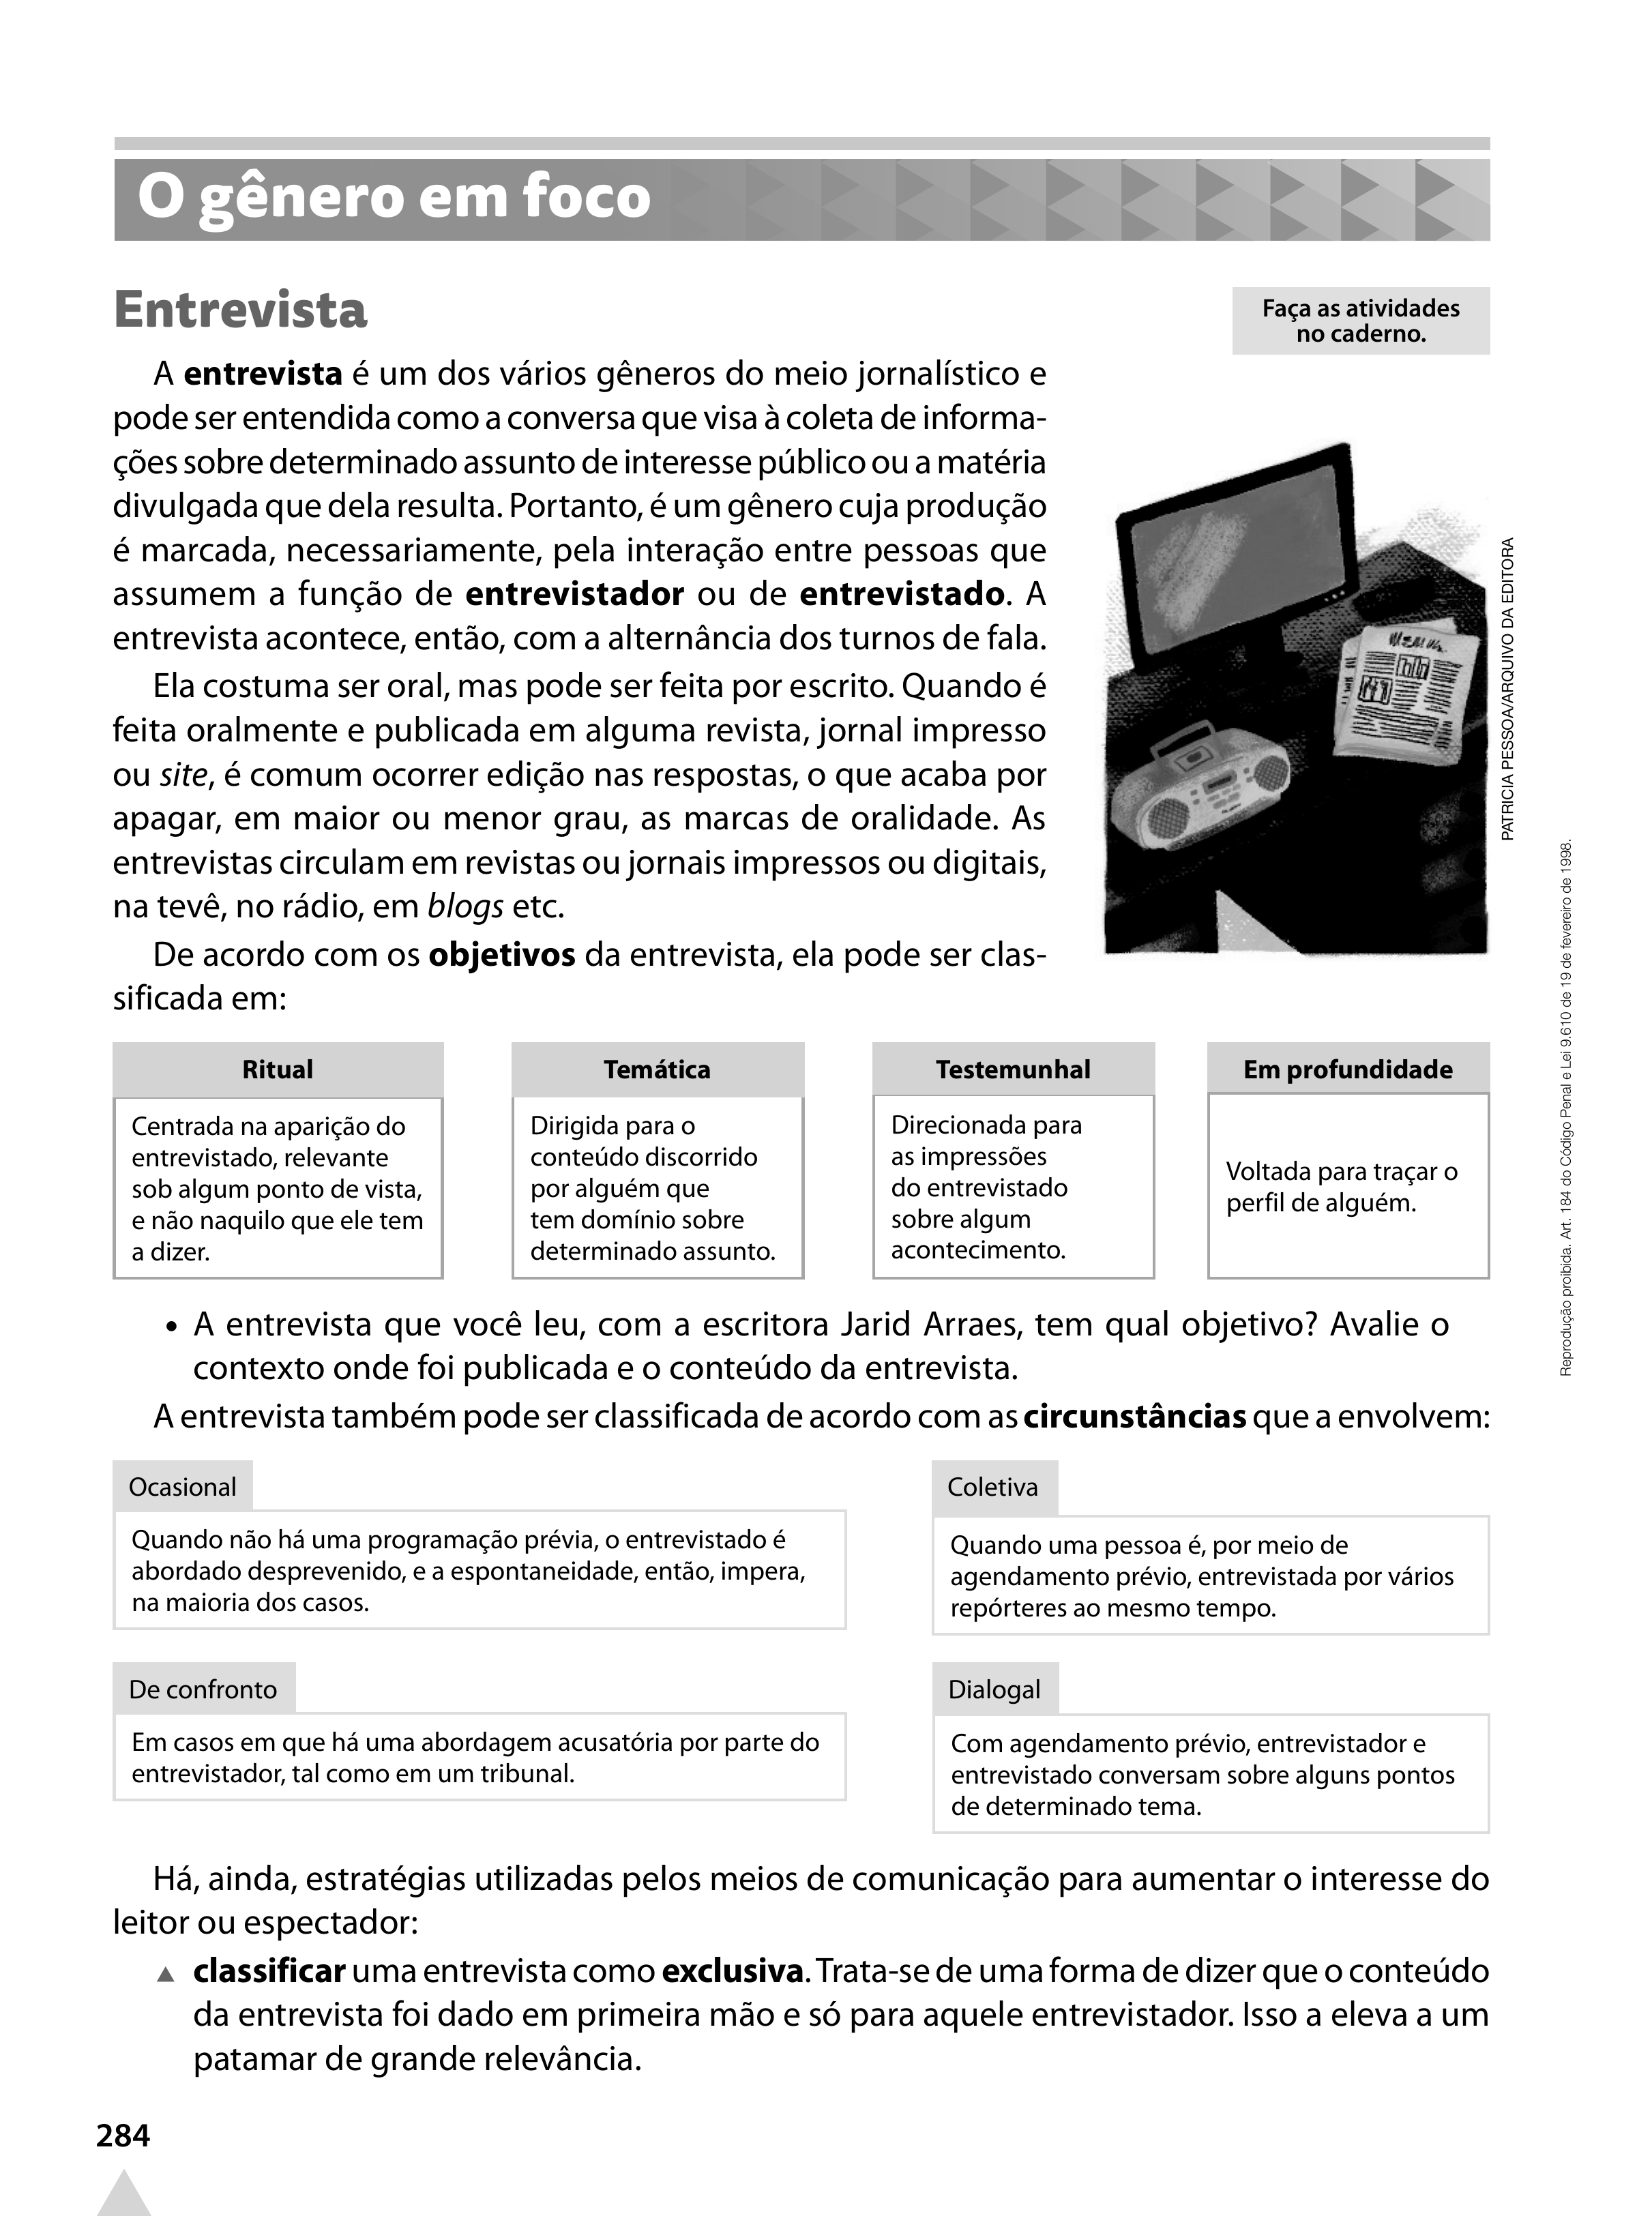 O gênero em foco
Entrevista
Faça as atividades
no caderno.
A entrevista é um dos vários gêneros do meio jornalístico e
pode ser entendida como a conversa que visa à coleta de informa-
ções sobre determinado assunto de interesse público ou a matéria
divulgada que dela resulta. Portanto, é um gênero cuja produção
é marcada, necessariamente, pela interação entre pessoas que
assumem a função de entrevistador ou de entrevistado. A
entrevista acontece, então, com a alternância dos turnos de fala.
Ela costuma ser oral, mas pode ser feita por escrito. Quando é
feita oralmente e publicada em alguma revista, jornal impresso
ou site, é comum ocorrer edição nas respostas, o que acaba por
apagar, em maior ou menor grau, as marcas de oralidade. As
entrevistas circulam em revistas ou jornais impressos ou digitais,
na tevê, no rádio, em blogs etc.
De acordo com os objetivos da entrevista, ela pode ser clas-
sificada em:
PATRICIA PESSOA/ARQUIVO DA EDITORA
Ritual
Centrada na aparição do
entrevistado, relevante
sob algum ponto de vista,
e não naquilo que ele tem
a dizer.
Temática
Dirigida para o
conteúdo discorrido
por alguém que
tem domínio sobre
determinado assunto.
Testemunhal
Direcionada para
as impressões
do entrevistado
sobre algum
acontecimento.
Em profundidade
Voltada para traçar o
perfil de alguém.
• A entrevista que você leu, com a escritora Jarid Arraes, tem qual objetivo? Avalie o
contexto onde foi publicada e o conteúdo da entrevista.
A entrevista também pode ser classificada de acordo com as circunstâncias que a envolvem:
Ocasional
Quando não há uma programação prévia, o entrevistado é
abordado desprevenido, e a espontaneidade, então, impera,
na maioria dos casos.
Coletiva
Quando uma pessoa é, por meio de
agendamento prévio, entrevistada por vários
repórteres ao mesmo tempo.
De confronto
Em casos em que há uma abordagem acusatória por parte do
entrevistador, tal como em um tribunal.
Dialogal
Com agendamento prévio, entrevistador e
entrevistado conversam sobre alguns pontos
de determinado tema.
Há, ainda, estratégias utilizadas pelos meios de comunicação para aumentar o interesse do
leitor ou espectador:
▲ classificar uma entrevista como exclusiva. Trata-se de uma forma de dizer que o conteúdo
da entrevista foi dado em primeira mão e só para aquele entrevistador. Isso a eleva a um
patamar de grande relevância.
284
Reprodução proibida. Art. 184 do Código Penal e Lei 9.610 de 19 de fevereiro de 1998.